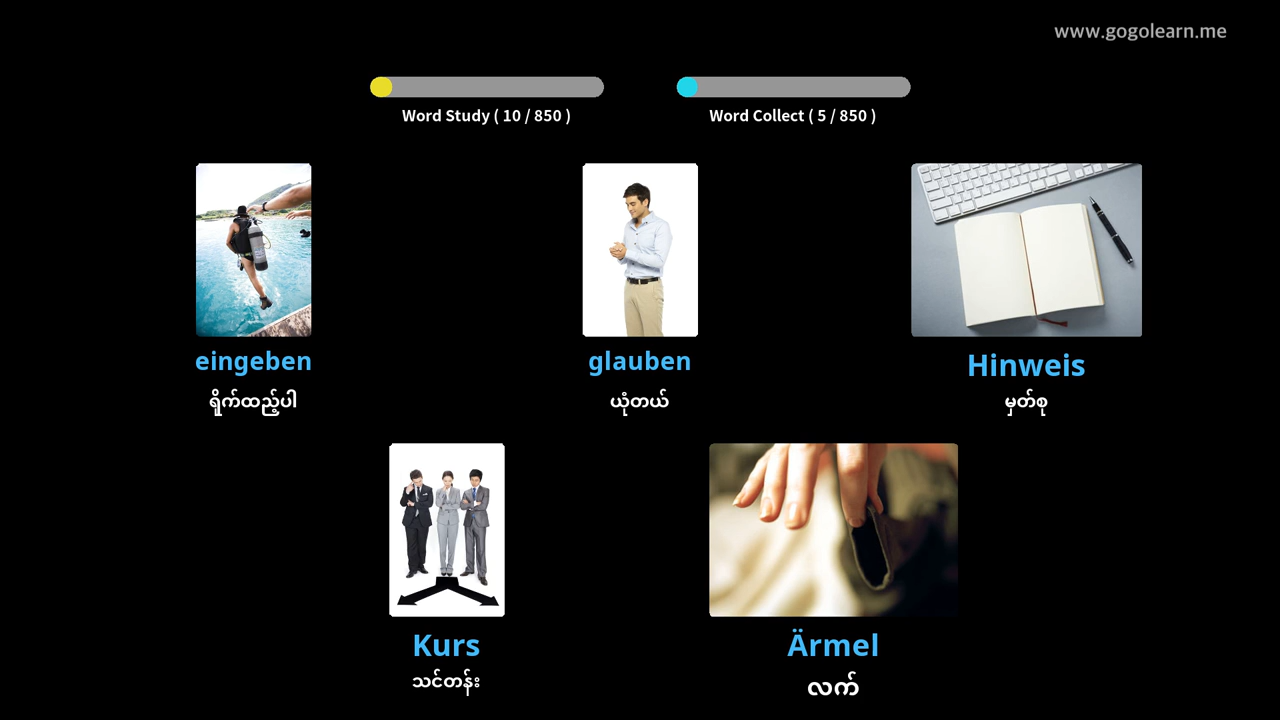 www.gogolearn.me
Word Study ( 10 / 850 )
Word Collect ( 5 / 850 )
eingeben
glauben
Hinweis
ရိုက်ထည့်ပါ
ယုံတယ်
မှတ်စု
Kurs
Ärmel
သင်တန်း
လက်